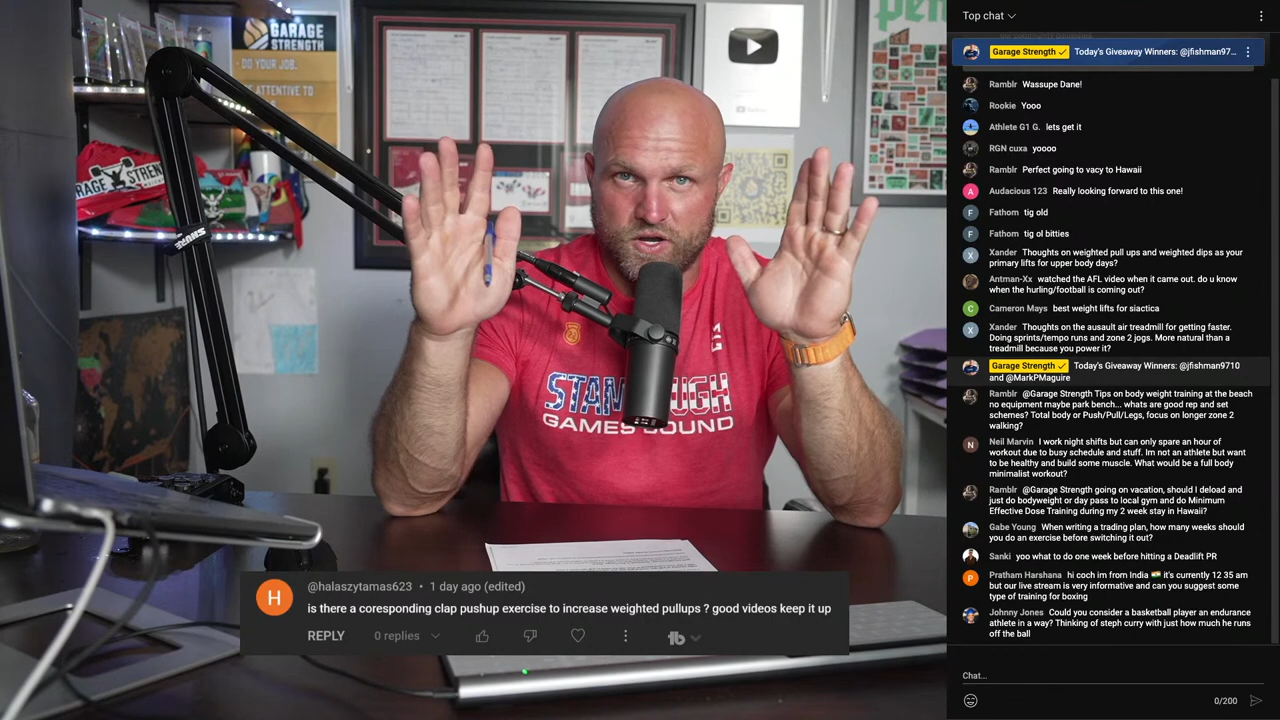 GARAGE
STRENGTH
- DO YOUR JOB.
ATTENTIVE TO
pen
SHURE
GAMES BOUND
@halaszytamas623 • 1 day ago (edited)
is there a coresponding clap pushup exercise to increase weighted pullups ? good videos keep it up
REPLY 0 replies
Top chat
Garage Strength Today's Giveaway Winners: @jfishman97...
Ramblr Wassupe Dane!
Rookie Yooo
Athlete G1 G. lets get it
RGN cuxa yoooo
Ramblr Perfect going to vacy to Hawaii
A Audacious 123 Really looking forward to this one!
F Fathom tig old
F Fathom tig ol bitties
X Xander Thoughts on weighted pull ups and weighted dips as your
primary lifts for upper body days?
Antman-Xx watched the AFL video when it came out. do u know
when the hurling/football is coming out?
C Cameron Mays best weight lifts for siactica
X Xander Thoughts on the ausault air treadmill for getting faster.
Doing sprints/tempo runs and zone 2 jogs. More natural than a
treadmill because you power it?
Garage Strength Today's Giveaway Winners: @jfishman9710
and @MarkPMaguire
Ramblr @Garage Strength Tips on body weight training at the beach
no equipment maybe park bench... whats are good rep and set
schemes? Total body or Push/Pull/Legs, focus on longer zone 2
walking?
N Neil Marvin I work night shifts but can only spare an hour of
workout due to busy schedule and stuff. Im not an athlete but want
to be healthy and build some muscle. What would be a full body
minimalist workout?
Ramblr @Garage Strength going on vacation, should I deload and
just do bodyweight or day pass to local gym and do Minimum
Effective Dose Training during my 2 week stay in Hawaii?
Gabe Young When writing a trading plan, how many weeks should
you do an exercise before switching it out?
Sanki yoo what to do one week before hitting a Deadlift PR
P Pratham Harshana hi coch im from India 🇮🇳 it's currently 12 35 am
but our live stream is very informative and can you suggest some
type of training for boxing
Johnny Jones Could you consider a basketball player an endurance
athlete in a way? Thinking of steph curry with just how much he runs
off the ball
Chat...
0/200